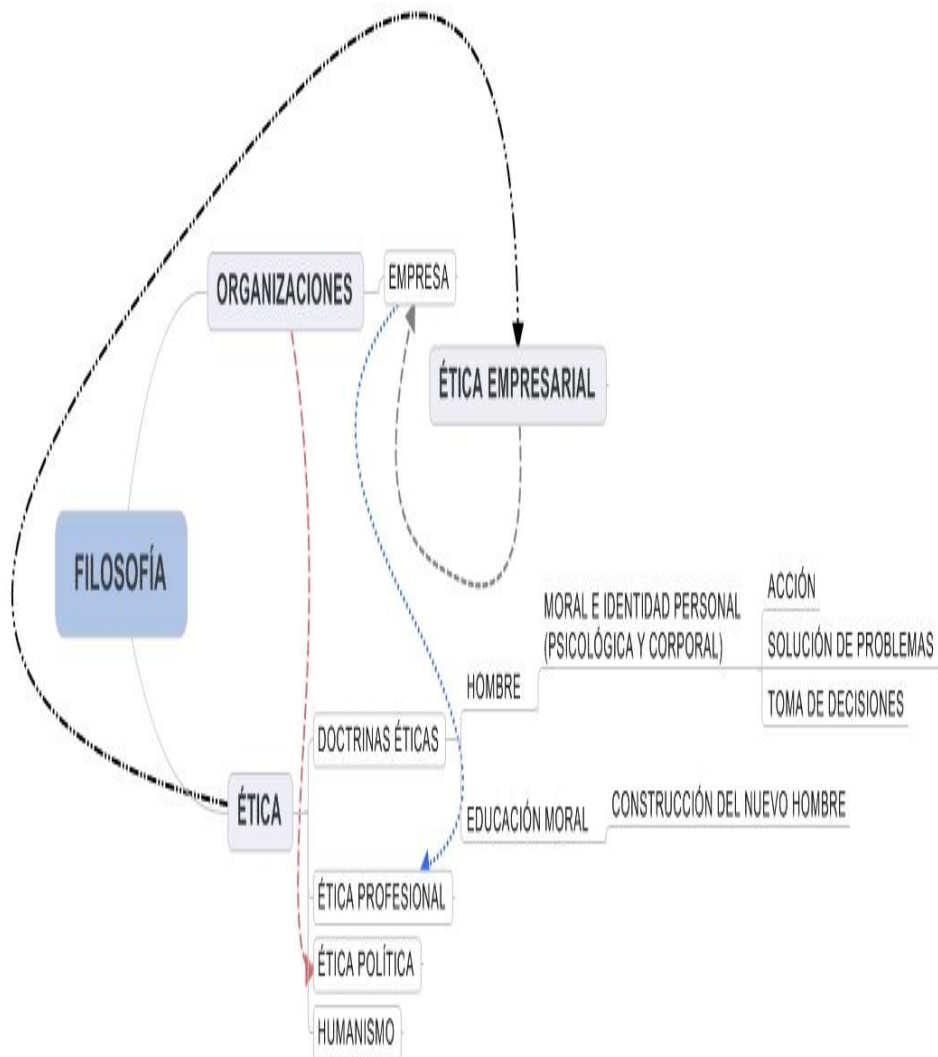 ORGANIZACIONES
EMPRESA
ÉTICA EMPRESARIAL
FILOSOFÍA
ÉTICA
DOCTRINAS ÉTICAS
HOMBRE
MORAL E IDENTIDAD PERSONAL
(PSICOLÓGICA Y CORPORAL)
ACCIÓN
SOLUCIÓN DE PROBLEMAS
TOMA DE DECISIONES
EDUCACIÓN MORAL
CONSTRUCCIÓN DEL NUEVO HOMBRE
ÉTICA PROFESIONAL
ÉTICA POLÍTICA
HUMANISMO